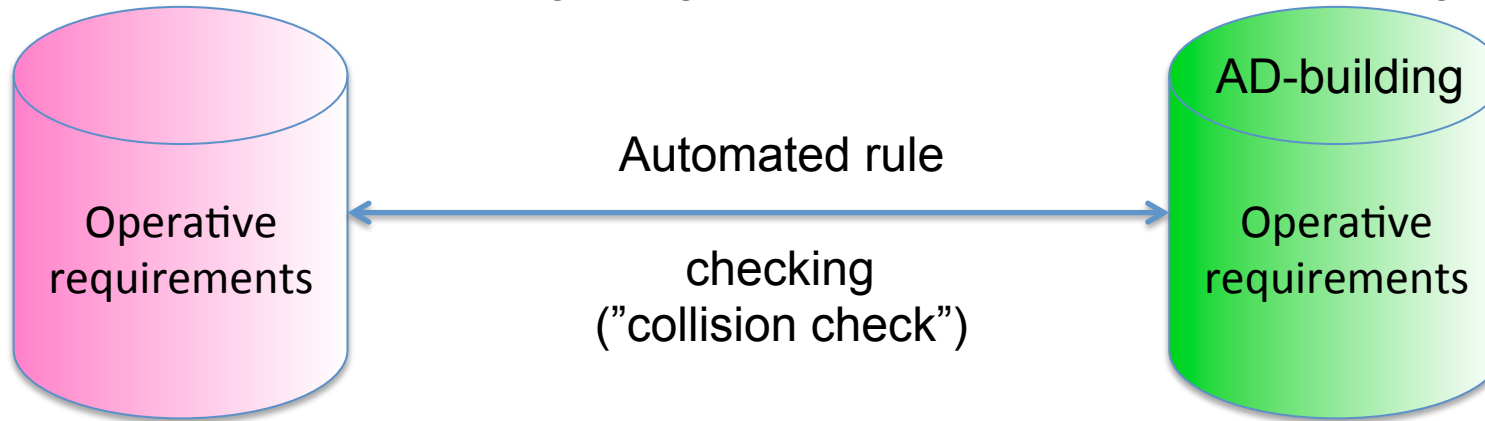 AD-building
Automated rule
Operative
requirements
checking
("collision check")
Operative
requirements